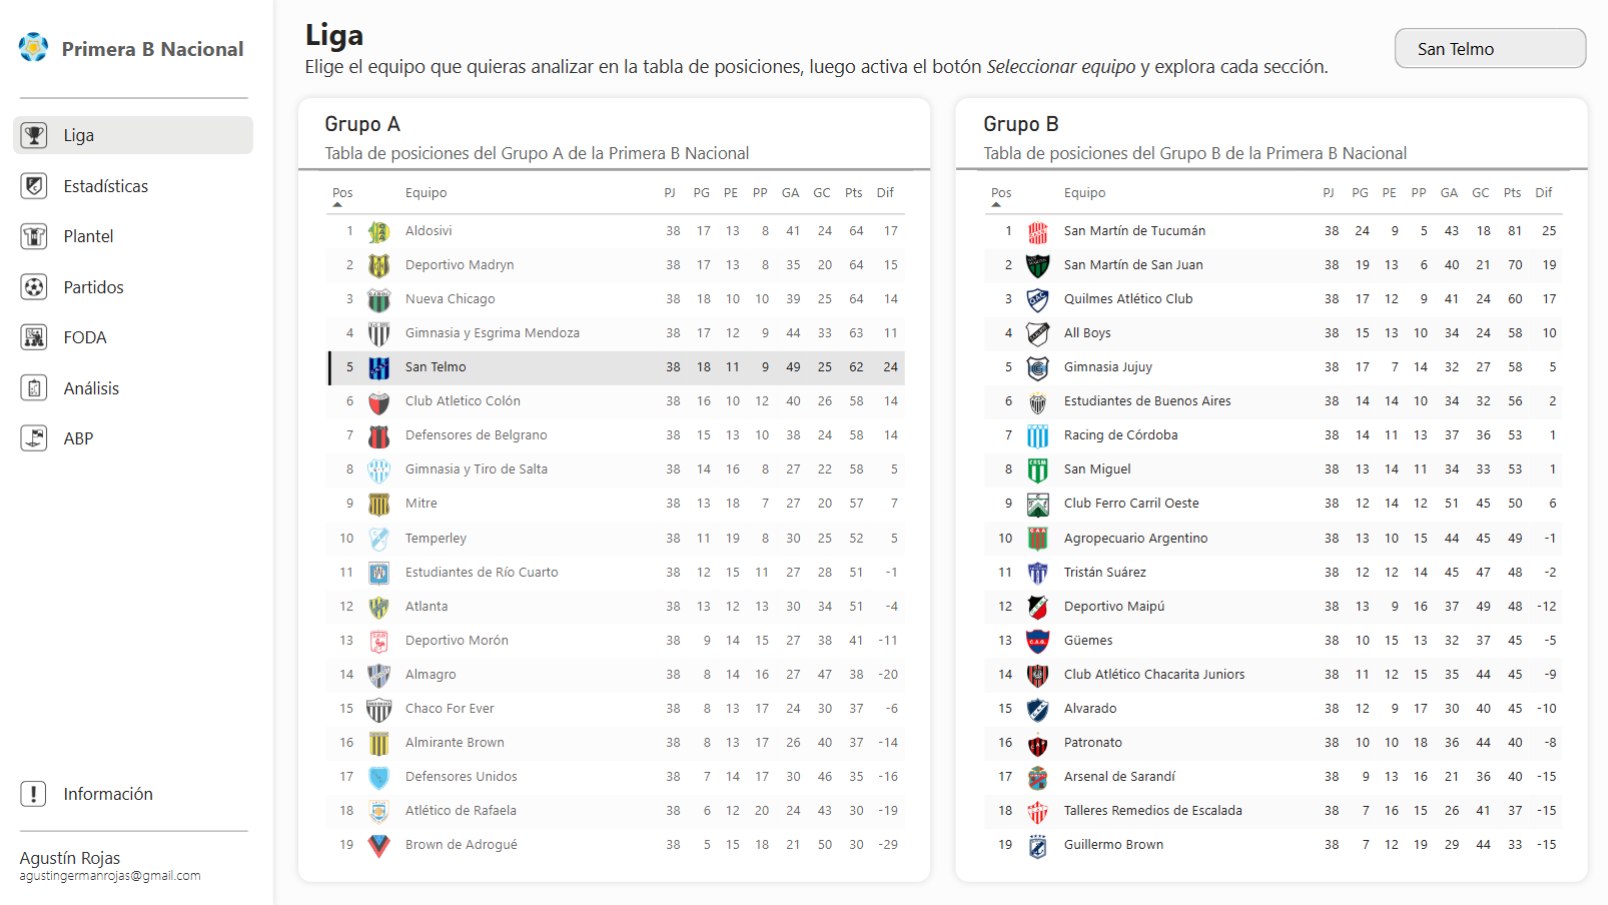 Primera B Nacional
Liga
Estadísticas
Plantel
Partidos
FODA
Análisis
ABP
Información
Agustín Rojas
agustingermanrojas@gmail.com
Liga
Elige el equipo que quieras analizar en la tabla de posiciones, luego activa el botón Seleccionar equipo y explora cada sección.
San Telmo
Grupo A
Tabla de posiciones del Grupo A de la Primera B Nacional
Pos Equipo PJ PG PE PP GA GC Pts Dif
1 Aldosivi 38 17 13 8 41 24 64 17
2 Deportivo Madryn 38 17 13 8 35 20 64 15
3 Nueva Chicago 38 18 10 10 39 25 64 14
4 Gimnasia y Esgrima Mendoza 38 17 12 9 44 33 63 11
5 San Telmo 38 18 11 9 49 25 62 24
6 Club Atletico Colón 38 16 10 12 40 26 58 14
7 Defensores de Belgrano 38 15 13 10 38 24 58 14
8 Gimnasia y Tiro de Salta 38 14 16 8 27 22 58 5
9 Mitre 38 13 18 7 27 20 57 7
10 Temperley 38 11 19 8 30 25 52 5
11 Estudiantes de Río Cuarto 38 12 15 11 27 28 51 -1
12 Atlanta 38 13 12 13 30 34 51 -4
13 Deportivo Morón 38 9 14 15 27 38 41 -11
14 Almagro 38 8 14 16 27 47 38 -20
15 Chaco For Ever 38 8 13 17 24 30 37 -6
16 Almirante Brown 38 8 13 17 26 40 37 -14
17 Defensores Unidos 38 7 14 17 30 46 35 -16
18 Atlético de Rafaela 38 6 12 20 24 43 30 -19
19 Brown de Adrogué 38 5 15 18 21 50 30 -29
Grupo B
Tabla de posiciones del Grupo B de la Primera B Nacional
Pos Equipo PJ PG PE PP GA GC Pts Dif
1 San Martín de Tucumán 38 24 9 5 43 18 81 25
2 San Martín de San Juan 38 19 13 6 40 21 70 19
3 Quilmes Atlético Club 38 17 12 9 41 24 60 17
4 All Boys 38 15 13 10 34 24 58 10
5 Gimnasia Jujuy 38 17 7 14 32 27 58 5
6 Estudiantes de Buenos Aires 38 14 14 10 34 32 56 2
7 Racing de Córdoba 38 14 11 13 37 36 53 1
8 San Miguel 38 13 14 11 34 33 53 1
9 Club Ferro Carril Oeste 38 12 14 12 51 45 50 6
10 Agropecuario Argentino 38 13 10 15 44 45 49 -1
11 Tristán Suárez 38 12 12 14 45 47 48 -2
12 Deportivo Maipú 38 13 9 16 37 49 48 -12
13 Güemes 38 10 15 13 32 37 45 -5
14 Club Atlético Chacarita Juniors 38 11 12 15 35 44 45 -9
15 Alvarado 38 12 9 17 30 40 45 -10
16 Patronato 38 10 10 18 36 44 40 -8
17 Arsenal de Sarandí 38 9 13 16 21 36 40 -15
18 Talleres Remedios de Escalada 38 7 16 15 26 41 37 -15
19 Guillermo Brown 38 7 12 19 29 44 33 -15